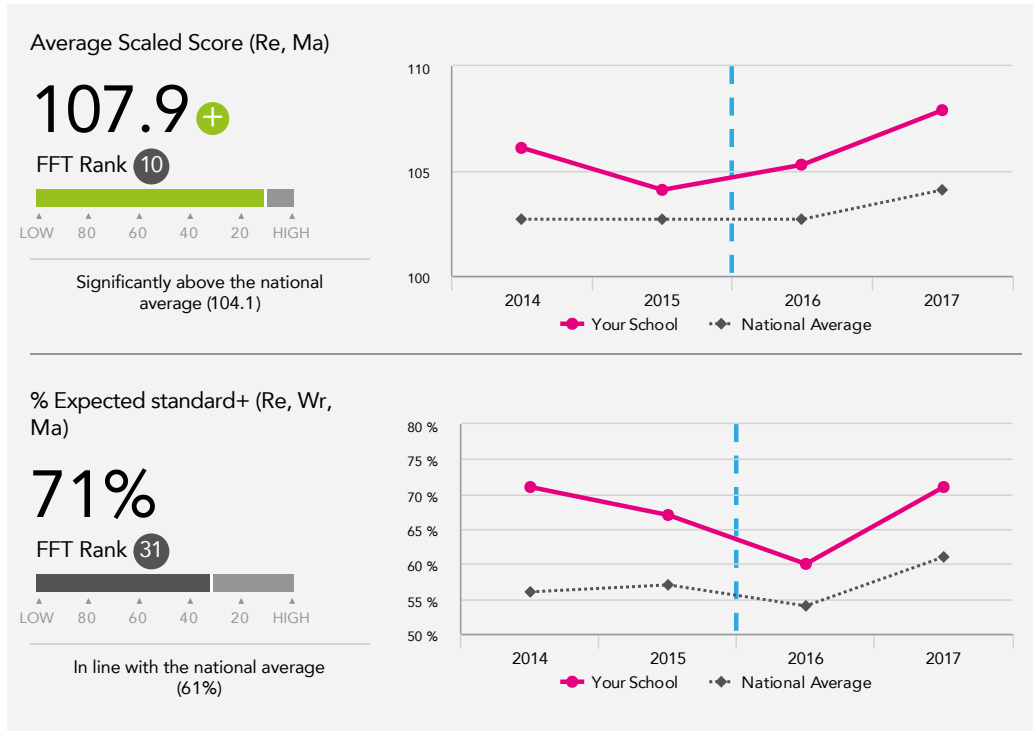 Average Scaled Score (Re, Ma)
107.9 +
FFT Rank 10
LOW 80 60 40 20 HIGH
Significantly above the national
average (104.1)
110
105
100
2014 2015 2016 2017
Your School National Average
% Expected standard+ (Re, Wr,
Ma)
71%
FFT Rank 31
LOW 80 60 40 20 HIGH
In line with the national average
(61%)
80 %
75 %
70 %
65 %
60 %
55 %
50 %
2014 2015 2016 2017
Your School National Average